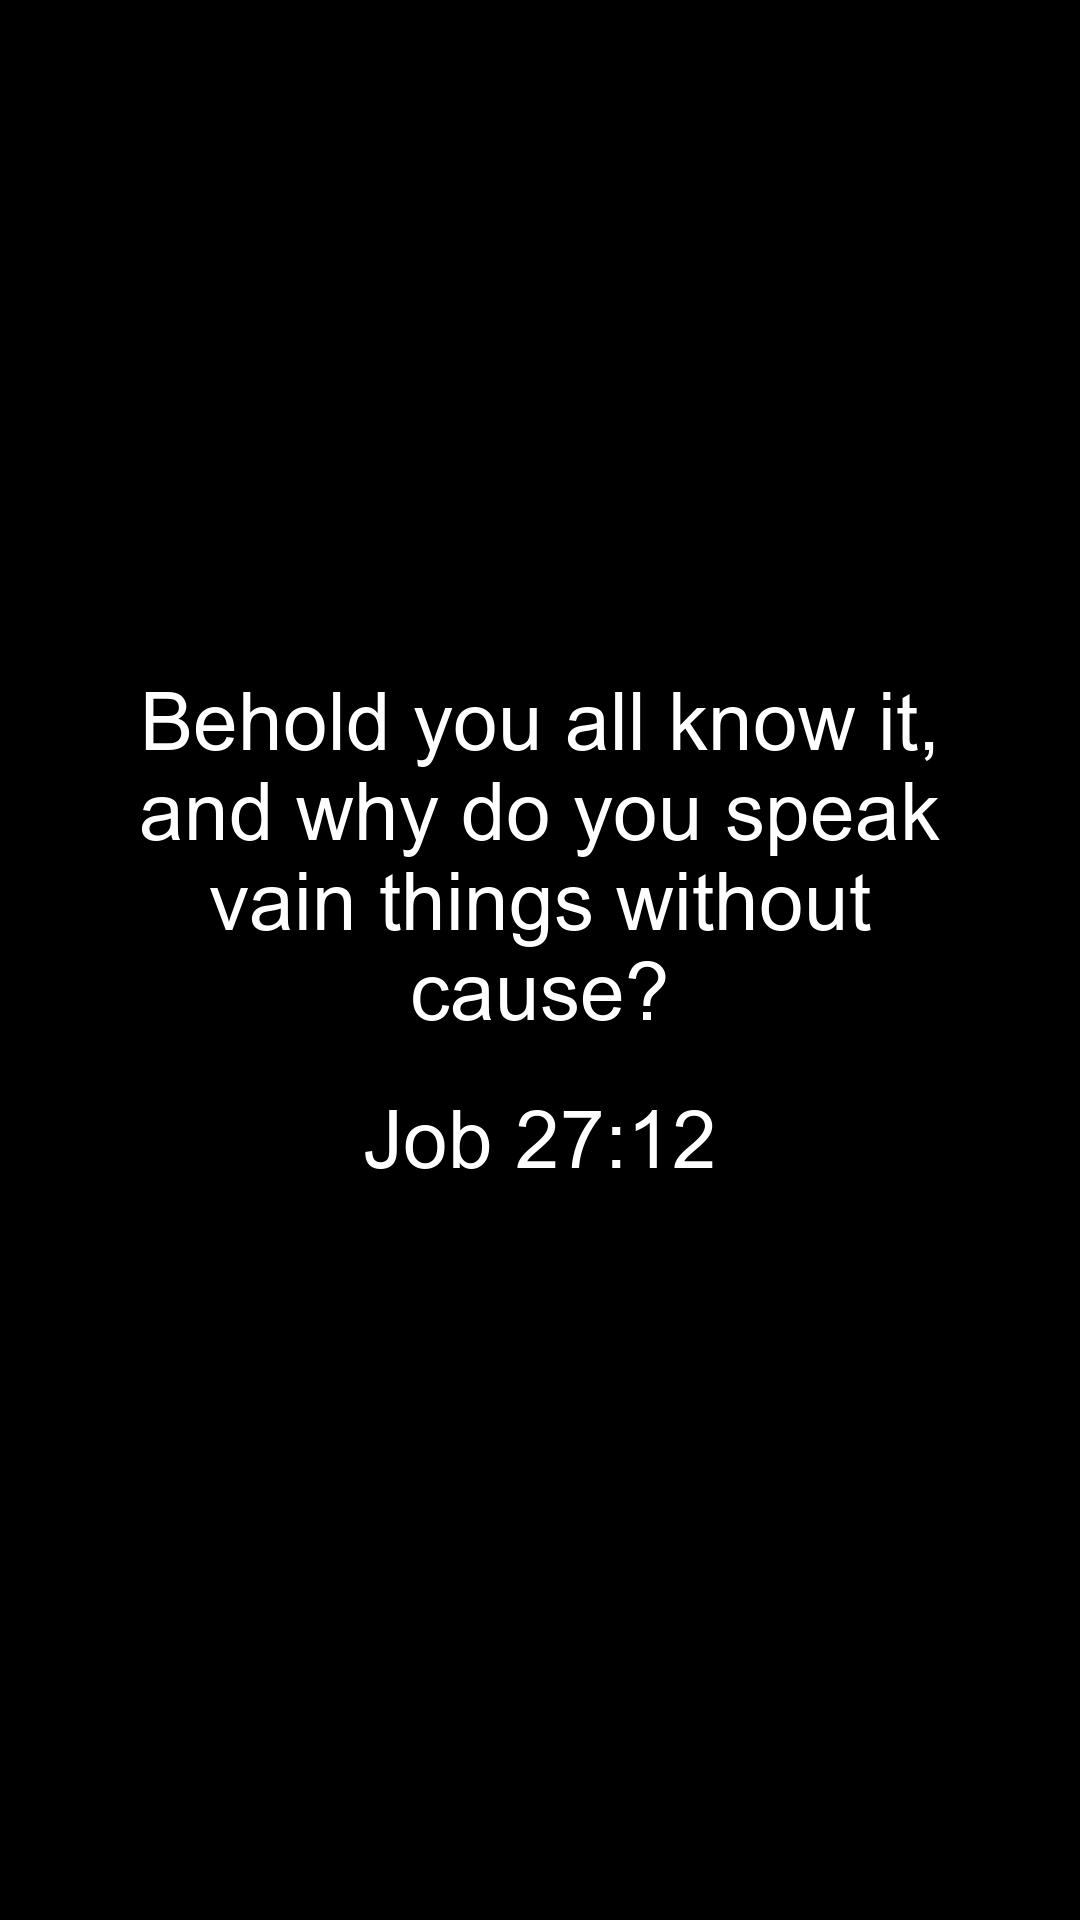 Behold you all know it,
and why do you speak
vain things without
cause?
Job 27:12